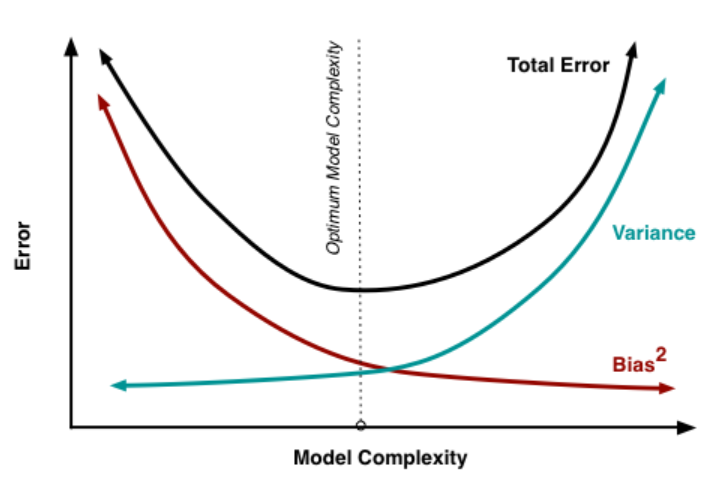 Optimum Model Complexity
Total Error
Variance
Error
Bias²
Model Complexity